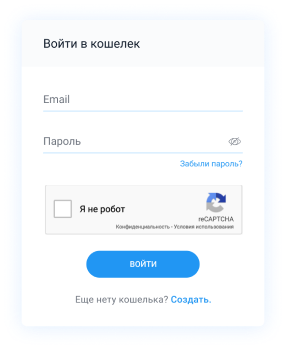 Войти в кошелек
Email
Пароль
Забыли пароль?
Я не робот
reCAPTCHA
Конфиденциальность - Условия использования
ВОЙТИ
Еще нету кошелька? Создать.